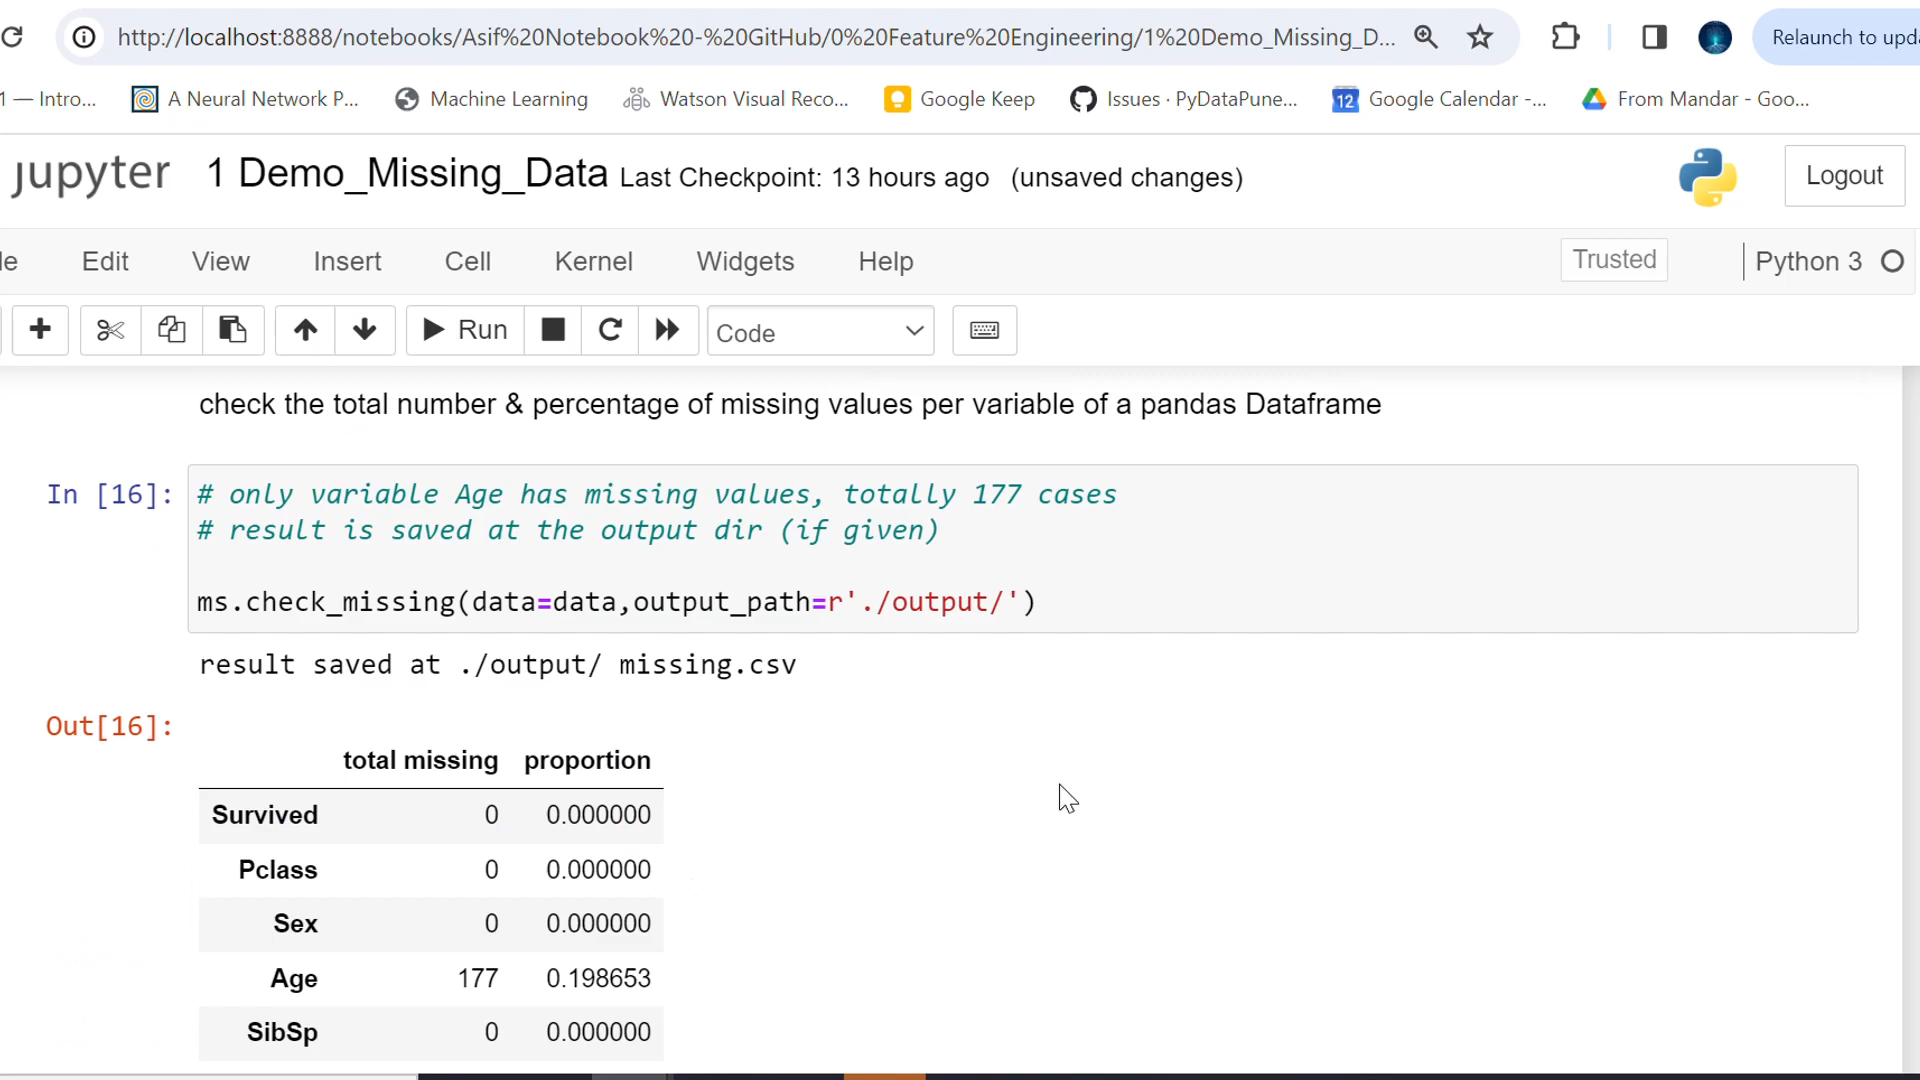 http://localhost:8888/notebooks/Asif%20Notebook%20-%20GitHub/0%20Feature%20Engineering/1%20Demo_Missing_D...
Relaunch to upda
1 — Intro...
A Neural Network P...
Machine Learning
Watson Visual Reco...
Google Keep
Issues · PyDataPune...
12
Google Calendar -...
From Mandar - Goo...
jupyter 1 Demo_Missing_Data Last Checkpoint: 13 hours ago (unsaved changes)
Logout
le Edit View Insert Cell Kernel Widgets Help
Trusted
Python 3
Run
Code
check the total number & percentage of missing values per variable of a pandas Dataframe
In [16]:
# only variable Age has missing values, totally 177 cases
# result is saved at the output dir (if given)
ms.check_missing(data=data,output_path=r'./output/')
result saved at ./output/ missing.csv
Out[16]:
total missing proportion
Survived 0 0.000000
Pclass 0 0.000000
Sex 0 0.000000
Age 177 0.198653
SibSp 0 0.000000